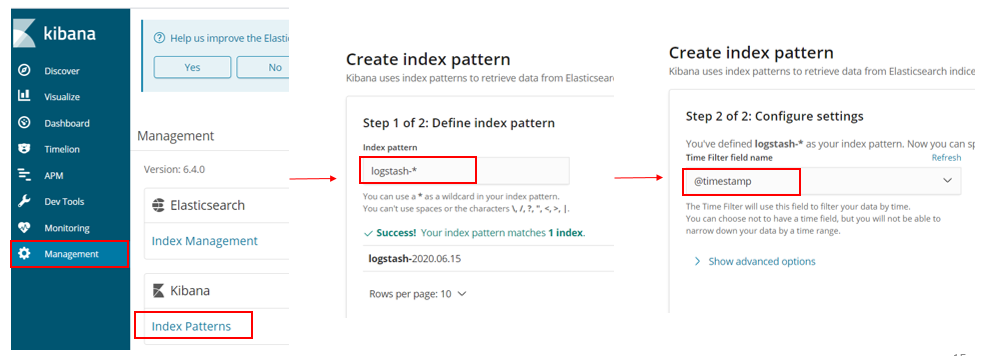 kibana
Discover
Visualize
Dashboard
Timelion
APM
Dev Tools
Monitoring
Management
Help us improve the Elasti
Yes
No
Management
Version: 6.4.0
Elasticsearch
Index Management
Kibana
Index Patterns
Create index pattern
Kibana uses index patterns to retrieve data from Elasticsear
Step 1 of 2: Define index pattern
Index pattern
logstash-*
You can use a * as a wildcard in your index pattern.
You can't use spaces or the characters \, /, ?, ", <, >, |.
Success! Your index pattern matches 1 index.
logstash-2020.06.15
Rows per page: 10
Create index pattern
Kibana uses index patterns to retrieve data from Elasticsearch indice
Step 2 of 2: Configure settings
You've defined logstash-* as your index pattern. Now you can sp
Time Filter field name
Refresh
@timestamp
The Time Filter will use this field to filter your data by time.
You can choose not to have a time field, but you will not be able to
narrow down your data by a time range.
Show advanced options